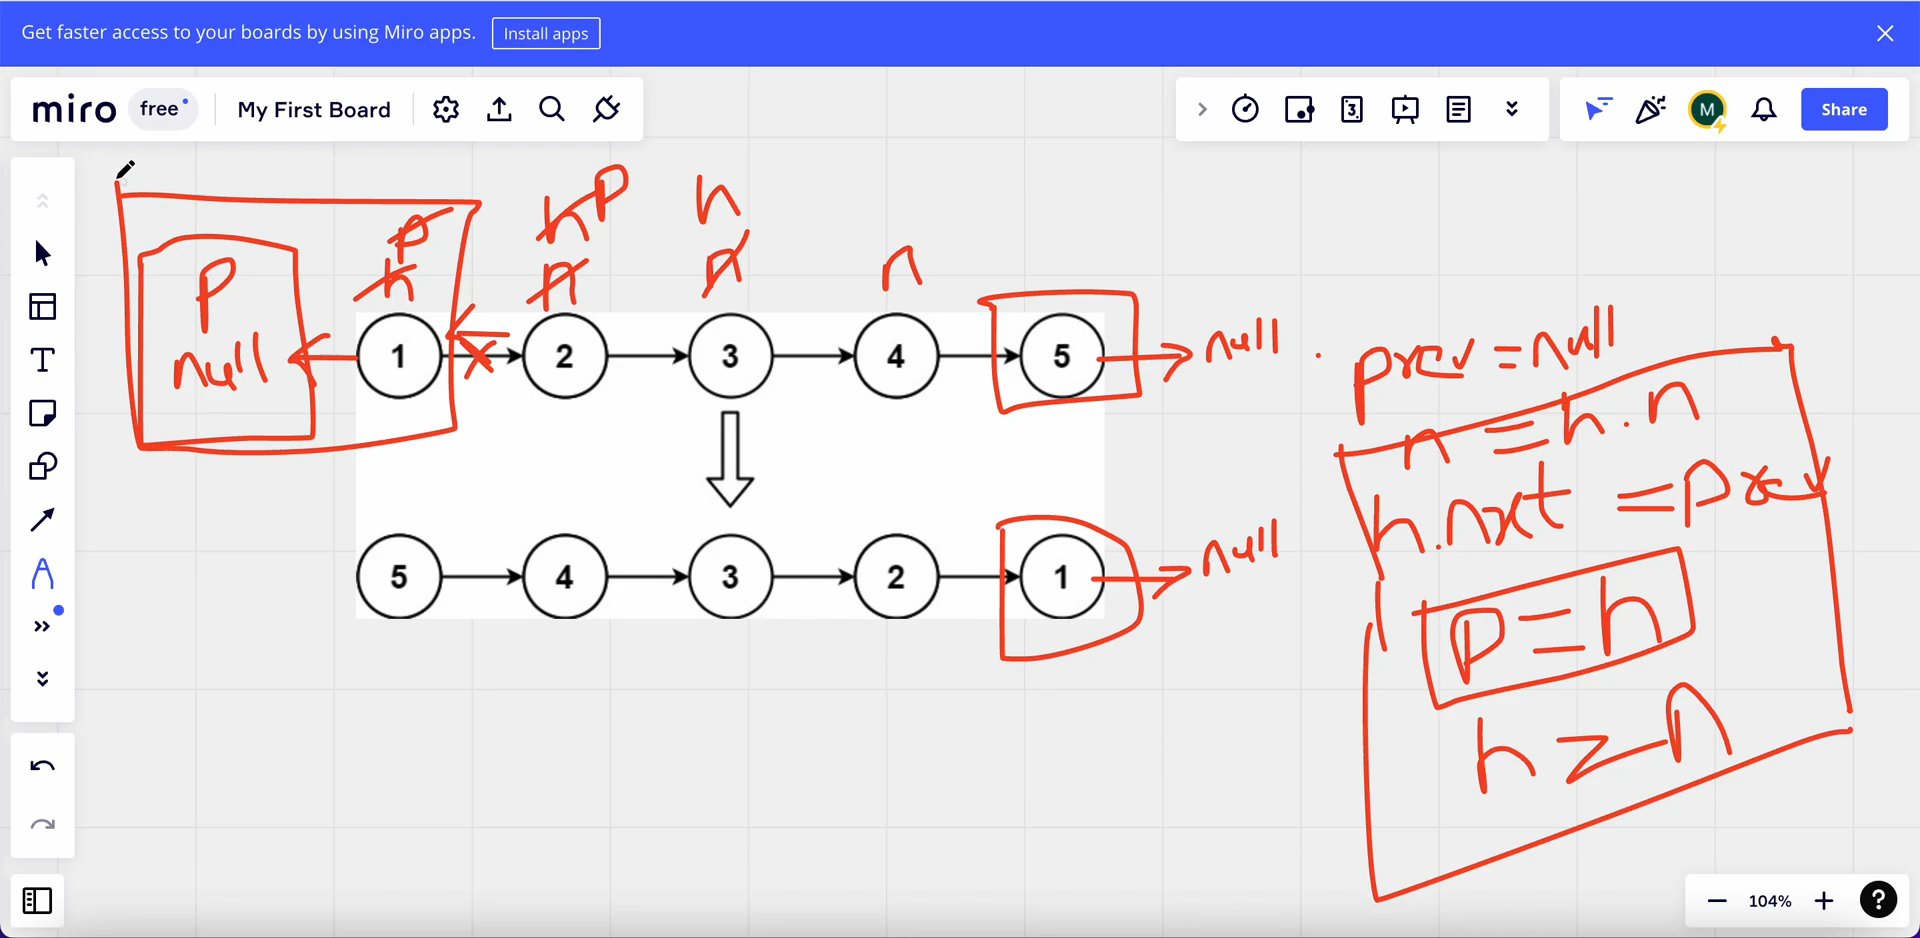 Get faster access to your boards by using Miro apps. Install apps
miro free My First Board
3
Share
M
p
h
p
h
n
h
n
n
p
null
1 2 3 4 5
null
x
prev = null
n = h.n
h.nxt = prev
p = h
h = n
5 4 3 2 1
null
104%
?